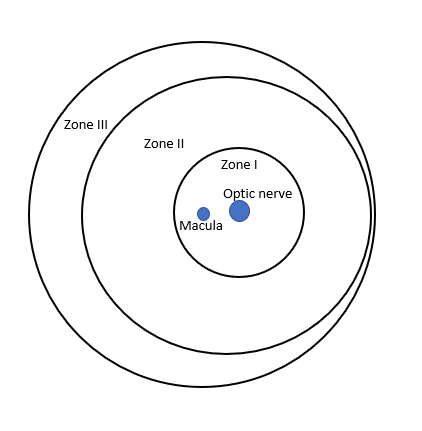 Zone III
Zone II
Zone I
Optic nerve
Macula